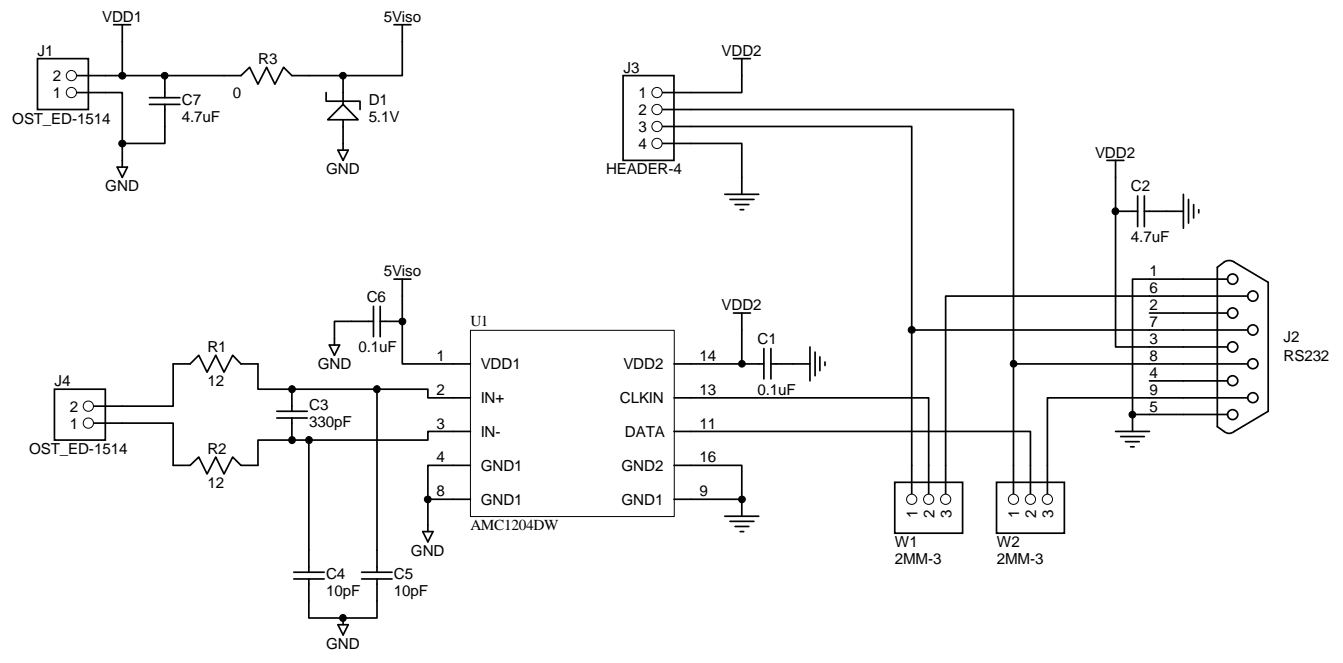 VDD1
5Viso
J1
2
1
OST_ED-1514
C7
4.7uF
R3
0
D1
5.1V
GND
GND
J3
1
2
3
4
HEADER-4
VDD2
VDD2
C2
4.7uF
1
6
2
7
3
8
4
9
5
J2
RS232
5Viso
C6
0.1uF
GND
J4
2
1
OST_ED-1514
R1
12
R2
12
C3
330pF
C4
10pF
C5
10pF
GND
U1
1 VDD1
2 IN+
3 IN-
4 GND1
8 GND1
VDD2 14
CLKIN 13
DATA 11
GND2 16
GND1 9
AMC1204DW
GND
VDD2
C1
0.1uF
1 2 3
W1
2MM-3
1 2 3
W2
2MM-3